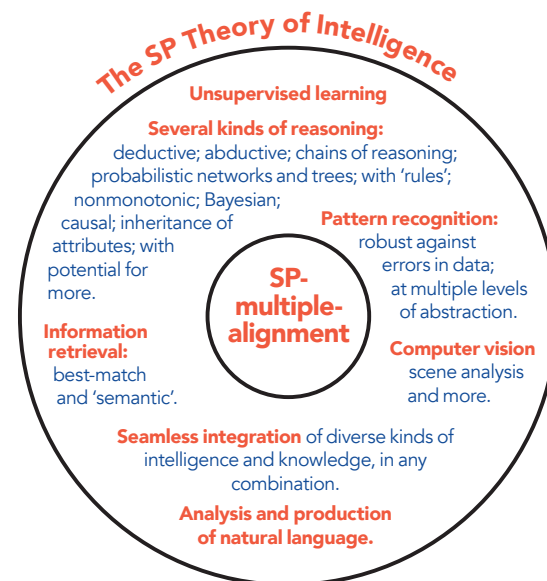 The SP Theory of Intelligence
Unsupervised learning
Several kinds of reasoning:
deductive; abductive; chains of reasoning;
probabilistic networks and trees; with ‘rules’;
nonmonotonic; Bayesian;
causal; inheritance of
attributes; with
potential for
more.
Pattern recognition:
robust against
errors in data;
at multiple levels
of abstraction.
SP-
multiple-
alignment
Information
retrieval:
best-match
and ‘semantic’.
Computer vision
scene analysis
and more.
Seamless integration of diverse kinds of
intelligence and knowledge, in any
combination.
Analysis and production
of natural language.